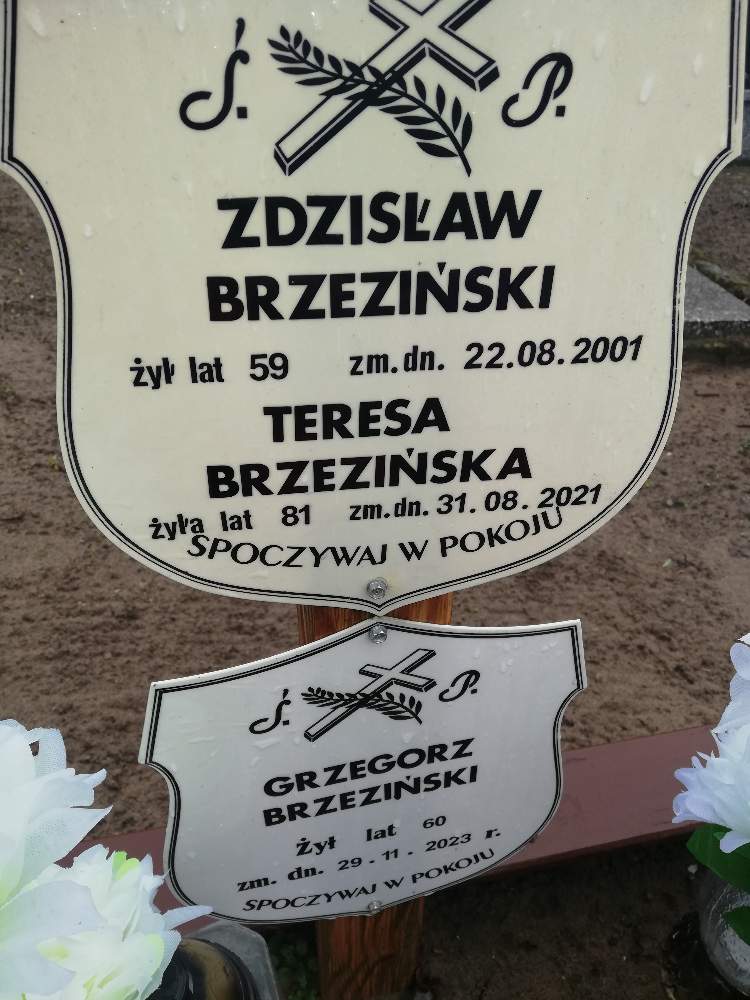 Ś. P.
ZDZISŁAW
BRZEZIŃSKI
żył lat 59 zm.dn. 22.08.2001
TERESA
BRZEZIŃSKA
żyła lat 81 zm.dn. 31.08.2021
SPOCZYWAJ W POKOJU
Ś. P.
GRZEGORZ
BRZEZIŃSKI
Żył lat 60
zm. dn. 29-11-2023 r.
SPOCZYWAJ W POKOJU